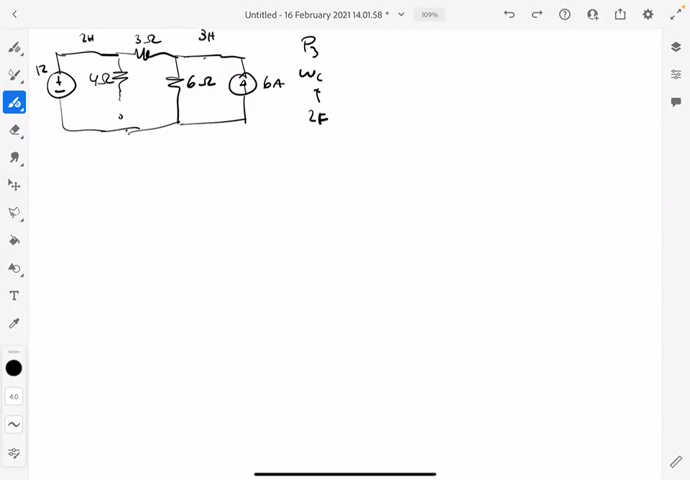 Untitled - 16 February 2021 14.01.58 *
109%
2H 3Ω 3H
P3
12 4Ω 6Ω 6A
Wc
2F
T
4.0